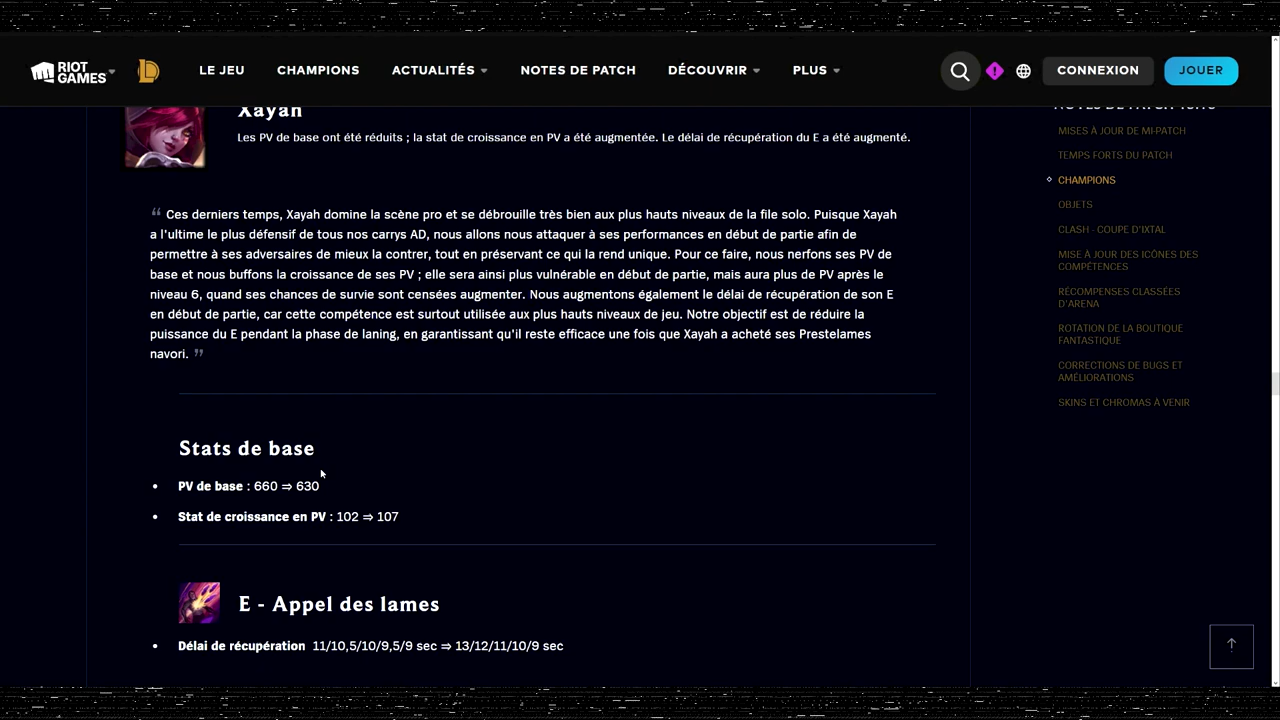 RIOT GAMES
LE JEU
CHAMPIONS
ACTUALITÉS
NOTES DE PATCH
DÉCOUVRIR
PLUS
CONNEXION
JOUER
Xayah
Les PV de base ont été réduits ; la stat de croissance en PV a été augmentée. Le délai de récupération du E a été augmenté.
“ Ces derniers temps, Xayah domine la scène pro et se débrouille très bien aux plus hauts niveaux de la file solo. Puisque Xayah
a l'ultime le plus défensif de tous nos carrys AD, nous allons nous attaquer à ses performances en début de partie afin de
permettre à ses adversaires de mieux la contrer, tout en préservant ce qui la rend unique. Pour ce faire, nous nerfons ses PV de
base et nous buffons la croissance de ses PV ; elle sera ainsi plus vulnérable en début de partie, mais aura plus de PV après le
niveau 6, quand ses chances de survie sont censées augmenter. Nous augmentons également le délai de récupération de son E
en début de partie, car cette compétence est surtout utilisée aux plus hauts niveaux de jeu. Notre objectif est de réduire la
puissance du E pendant la phase de laning, en garantissant qu'il reste efficace une fois que Xayah a acheté ses Prestelames
navori. ”
Stats de base
• PV de base : 660 ⇒ 630
• Stat de croissance en PV : 102 ⇒ 107
E - Appel des lames
• Délai de récupération 11/10,5/10/9,5/9 sec ⇒ 13/12/11/10/9 sec
MISES À JOUR DE MI-PATCH
TEMPS FORTS DU PATCH
CHAMPIONS
OBJETS
CLASH - COUPE D'IXTAL
MISE À JOUR DES ICÔNES DES
COMPÉTENCES
RÉCOMPENSES CLASSÉES
D'ARENA
ROTATION DE LA BOUTIQUE
FANTASTIQUE
CORRECTIONS DE BUGS ET
AMÉLIORATIONS
SKINS ET CHROMAS À VENIR